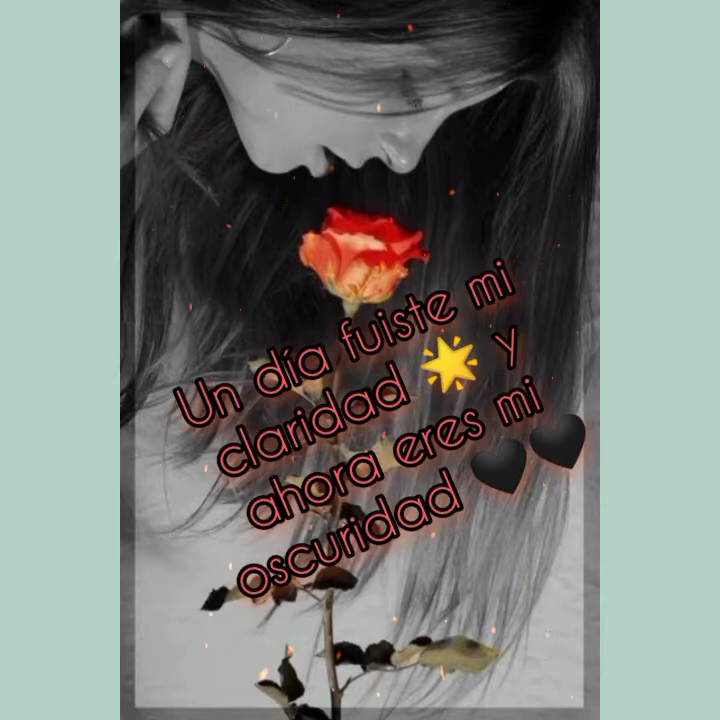 Un día fuiste mi
claridad 🌟 y
ahora eres mi
oscuridad 🖤🖤